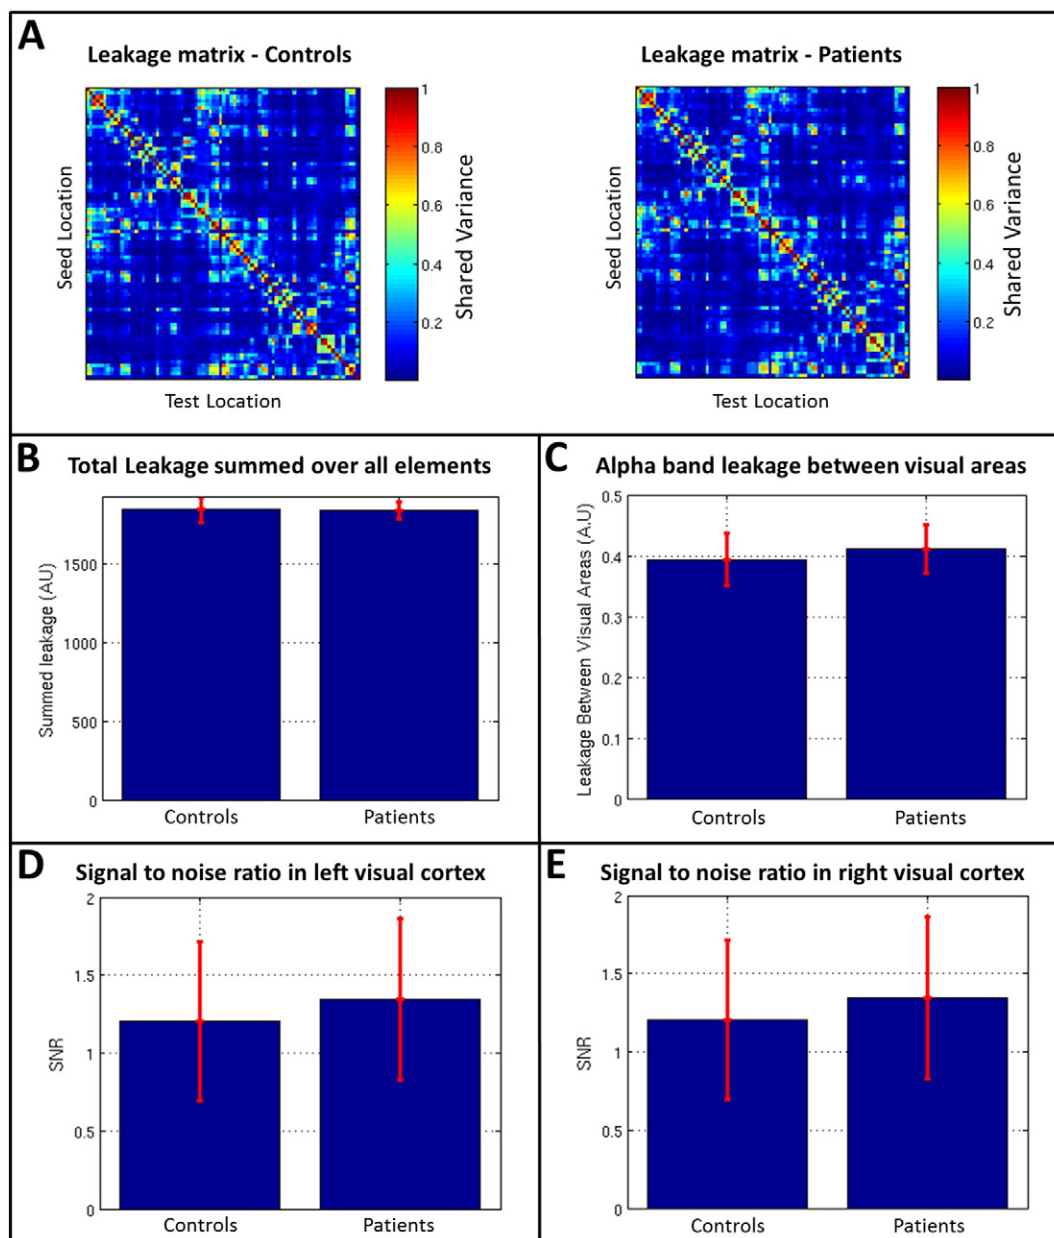 A
Leakage matrix - Controls
Leakage matrix - Patients
Seed Location
1
0.8
0.6
0.4
0.2
Shared Variance
Test Location
Seed Location
1
0.8
0.6
0.4
0.2
Shared Variance
Test Location
B Total Leakage summed over all elements
Summed leakage (AU)
1500
1000
500
0
Controls Patients
C Alpha band leakage between visual areas
Leakage Between Visual Areas (A.U)
0.5
0.4
0.3
0.2
0.1
0
Controls Patients
D Signal to noise ratio in left visual cortex
SNR
2
1.5
1
0.5
0
Controls Patients
E Signal to noise ratio in right visual cortex
SNR
2
1.5
1
0.5
0
Controls Patients